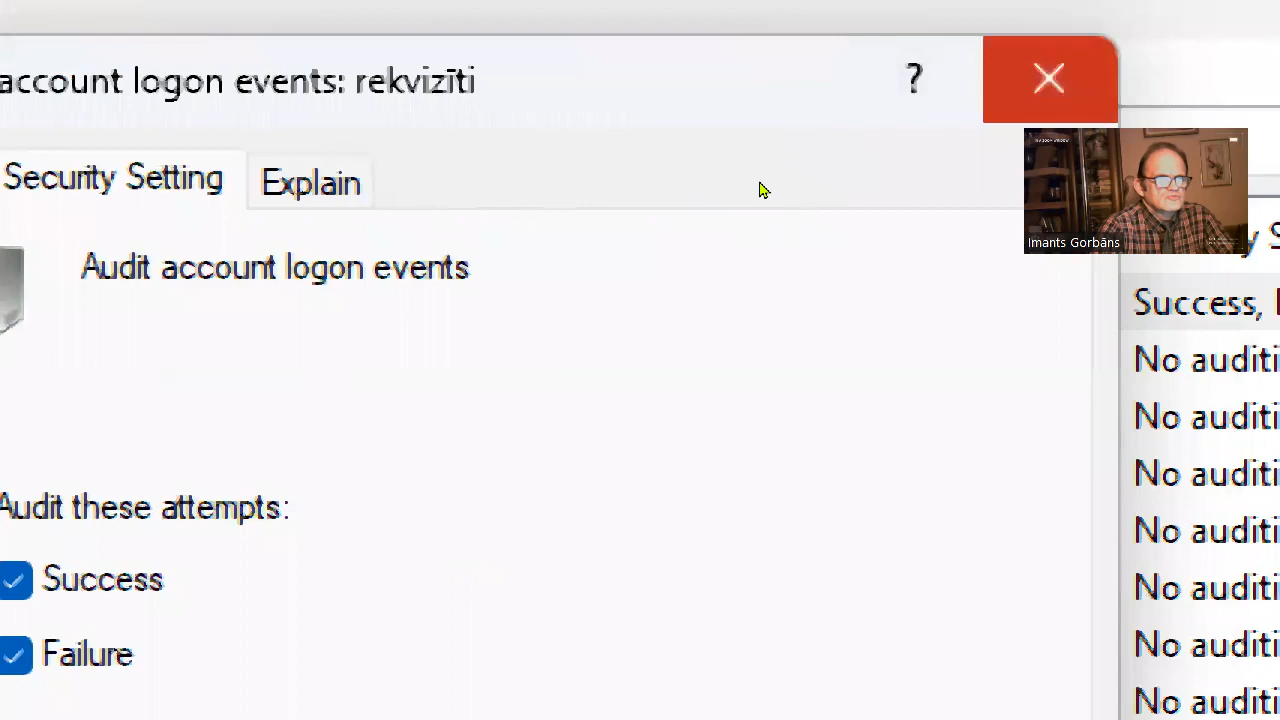 account logon events: rekvizīti
?
Security Setting
Explain
Imants Gorbāns
Audit account logon events
Success,
No auditi
No auditi
No auditi
Audit these attempts:
No auditi
Success
No auditi
Failure
No auditi
No auditi